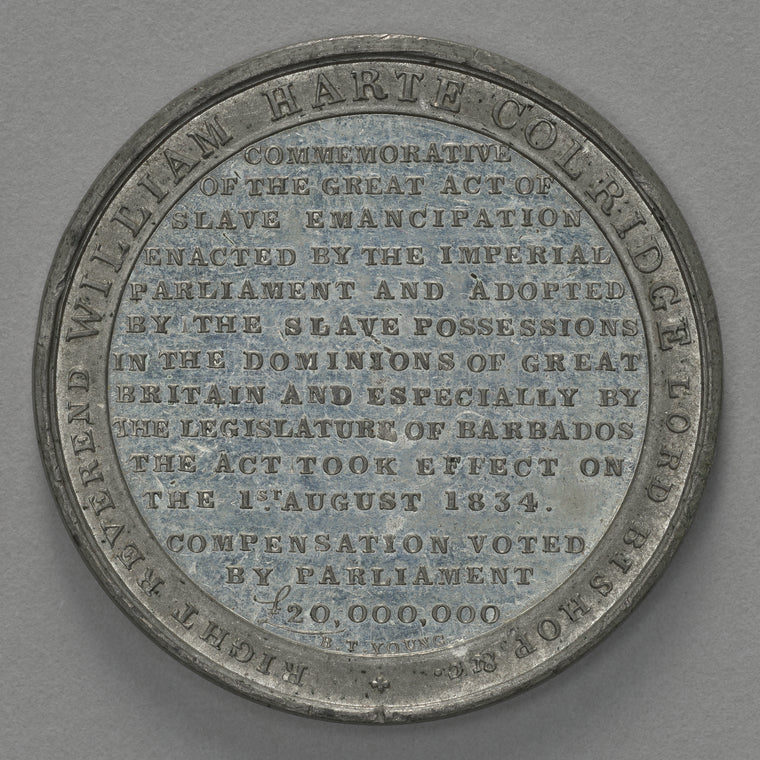 RIGHT REVEREND WILLIAM HARTE COLRIDGE LORD BISHOP &c.
COMMEMORATIVE
OF THE GREAT ACT OF
SLAVE EMANCIPATION
ENACTED BY THE IMPERIAL
PARLIAMENT AND ADOPTED
BY THE SLAVE POSSESSIONS
IN THE DOMINIONS OF GREAT
BRITAIN AND ESPECIALLY BY
THE LEGISLATURE OF BARBADOS
THE ACT TOOK EFFECT ON
THE 1ST AUGUST 1834.
COMPENSATION VOTED
BY PARLIAMENT
£20,000,000
B. T YOUNG